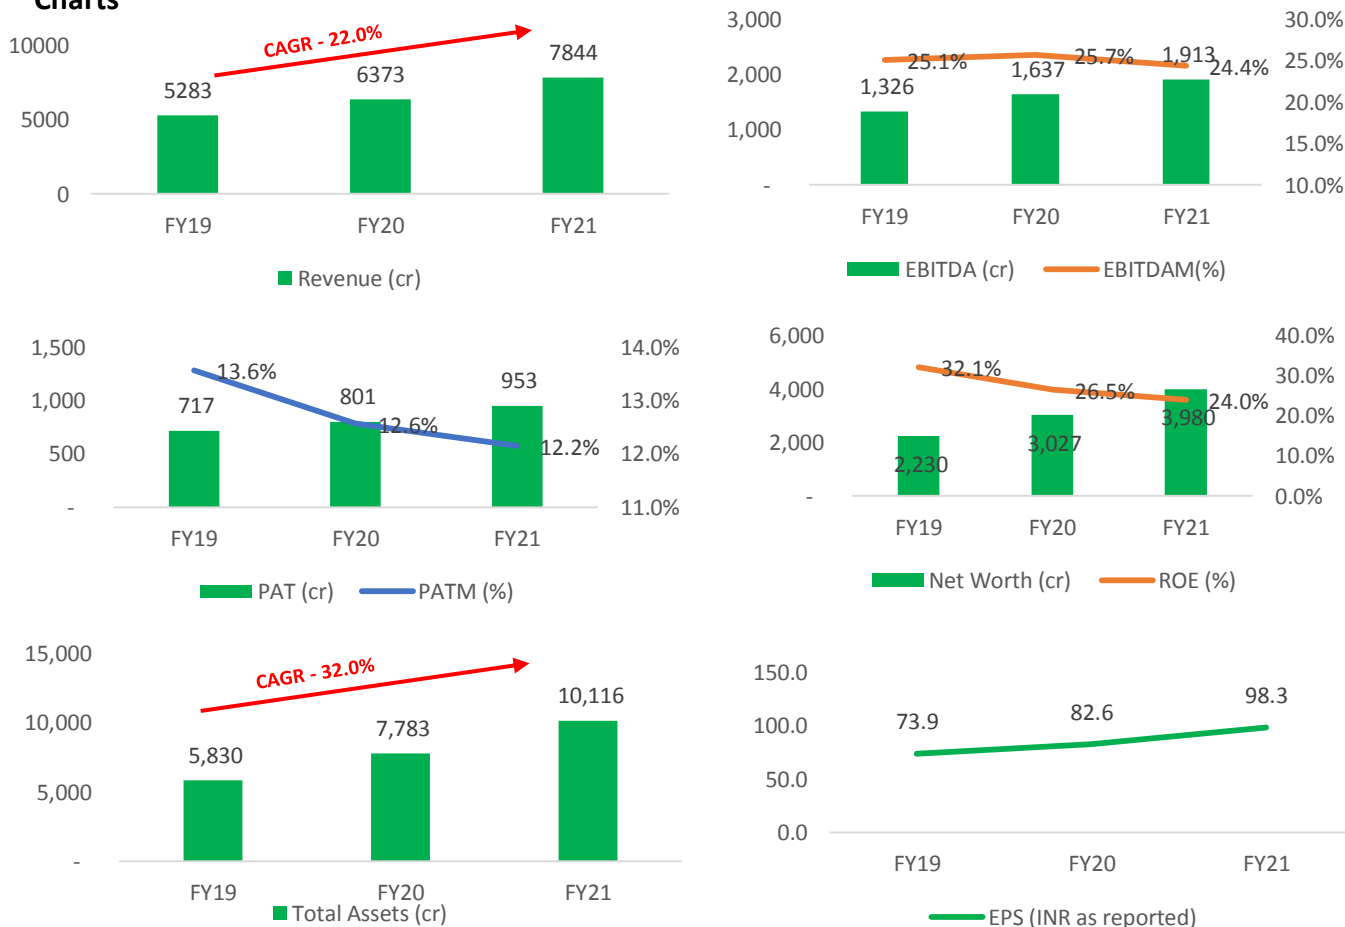 Charts
10000
5000
0
CAGR - 22.0%
5283
6373
7844
FY19
FY20
FY21
Revenue (cr)
3,000
2,000
1,000
-
30.0%
25.0%
20.0%
15.0%
10.0%
25.1%
25.7%
24.4%
1,326
1,637
1,913
FY19
FY20
FY21
EBITDA (cr)
EBITDAM(%)
1,500
1,000
500
-
14.0%
13.0%
12.0%
11.0%
13.6%
12.6%
12.2%
717
801
953
FY19
FY20
FY21
PAT (cr)
PATM (%)
6,000
4,000
2,000
-
40.0%
30.0%
20.0%
10.0%
0.0%
32.1%
26.5%
24.0%
2,230
3,027
3,980
FY19
FY20
FY21
Net Worth (cr)
ROE (%)
15,000
10,000
5,000
-
CAGR - 32.0%
5,830
7,783
10,116
FY19
FY20
FY21
Total Assets (cr)
150.0
100.0
50.0
0.0
73.9
82.6
98.3
FY19
FY20
FY21
EPS (INR as reported)